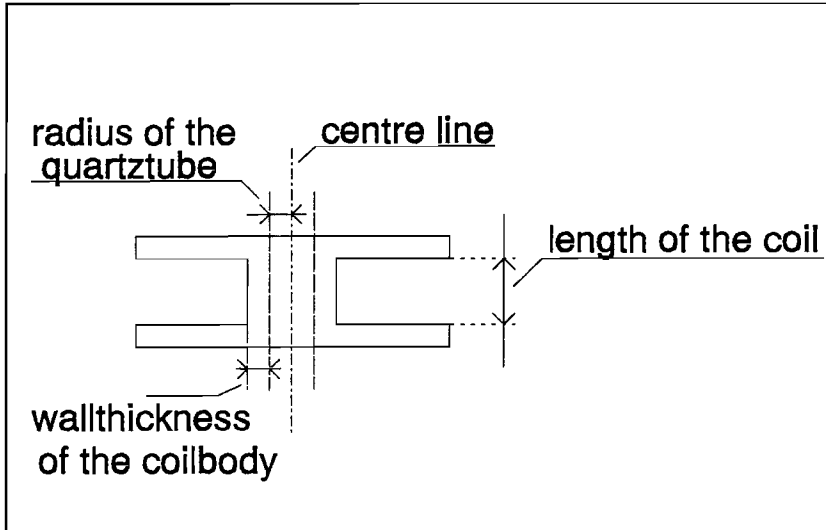 radius of the
quartztube
centre line
length of the coil
wallthickness
of the coilbody